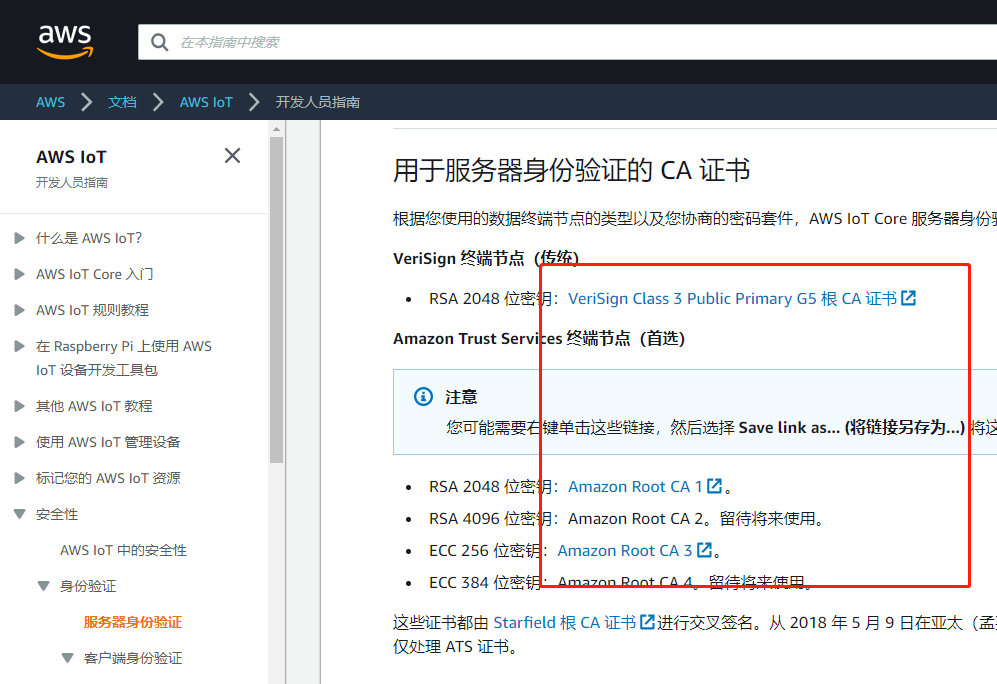 aws
在本指南中搜索
AWS
文档
AWS IoT
开发人员指南
AWS IoT
开发人员指南
什么是 AWS IoT?
AWS IoT Core 入门
AWS IoT 规则教程
在 Raspberry Pi 上使用 AWS
IoT 设备开发工具包
其他 AWS IoT 教程
使用 AWS IoT 管理设备
标记您的 AWS IoT 资源
安全性
AWS IoT 中的安全性
身份验证
服务器身份验证
客户端身份验证
用于服务器身份验证的 CA 证书
根据您使用的数据终端节点的类型以及您协商的密码套件，AWS IoT Core 服务器身份验
VeriSign 终端节点（传统）
RSA 2048 位密钥：VeriSign Class 3 Public Primary G5 根 CA 证书
Amazon Trust Services 终端节点（首选）
注意
您可能需要右键单击这些链接，然后选择 Save link as... (将链接另存为...) 将这
RSA 2048 位密钥：Amazon Root CA 1。
RSA 4096 位密钥：Amazon Root CA 2。留待将来使用。
ECC 256 位密钥：Amazon Root CA 3。
ECC 384 位密钥：Amazon Root CA 4。留待将来使用。
这些证书都由 Starfield 根 CA 证书进行交叉签名。从 2018 年 5 月 9 日在亚太（孟
仅处理 ATS 证书。